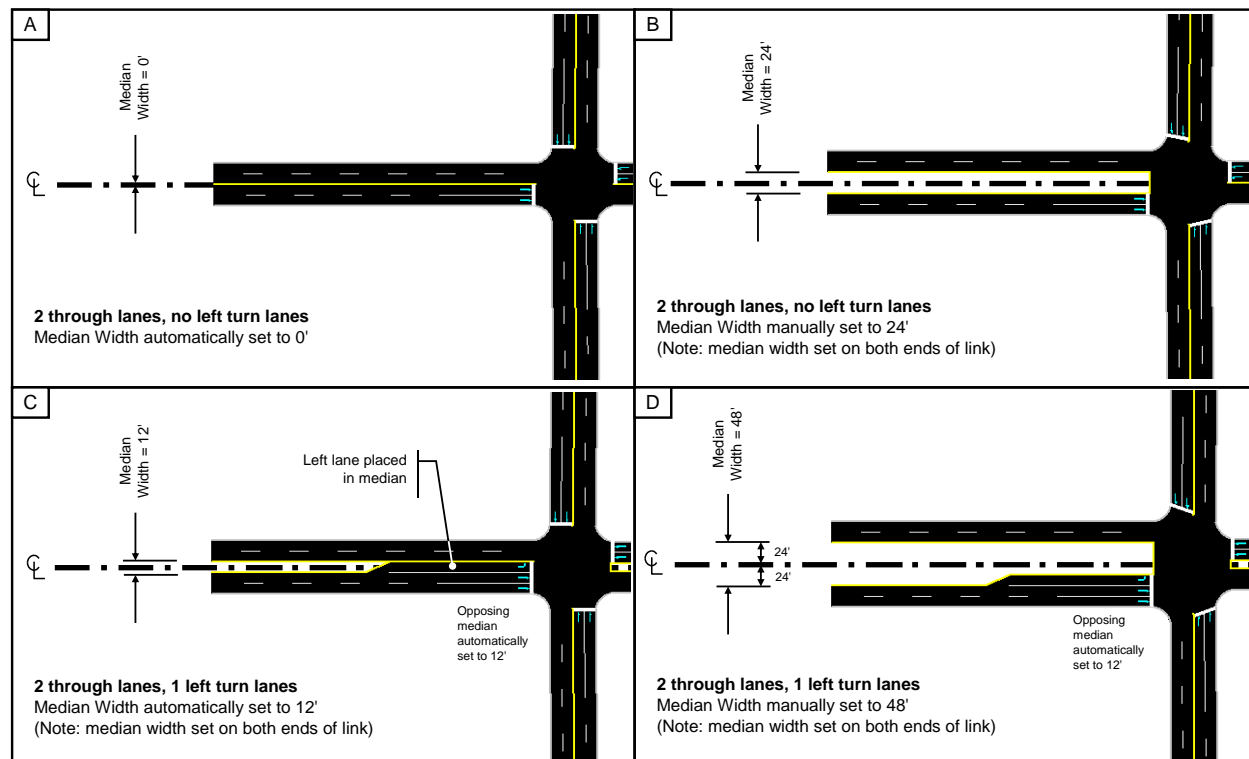 A
Median
Width = 0'
℄
2 through lanes, no left turn lanes
Median Width automatically set to 0'
B
Median
Width = 24'
℄
2 through lanes, no left turn lanes
Median Width manually set to 24'
(Note: median width set on both ends of link)
C
Median
Width = 12'
Left lane placed
in median
℄
Opposing
median
automatically
set to 12'
2 through lanes, 1 left turn lanes
Median Width automatically set to 12'
(Note: median width set on both ends of link)
D
Median
Width = 48'
24'
℄
24'
Opposing
median
automatically
set to 12'
2 through lanes, 1 left turn lanes
Median Width manually set to 48'
(Note: median width set on both ends of link)